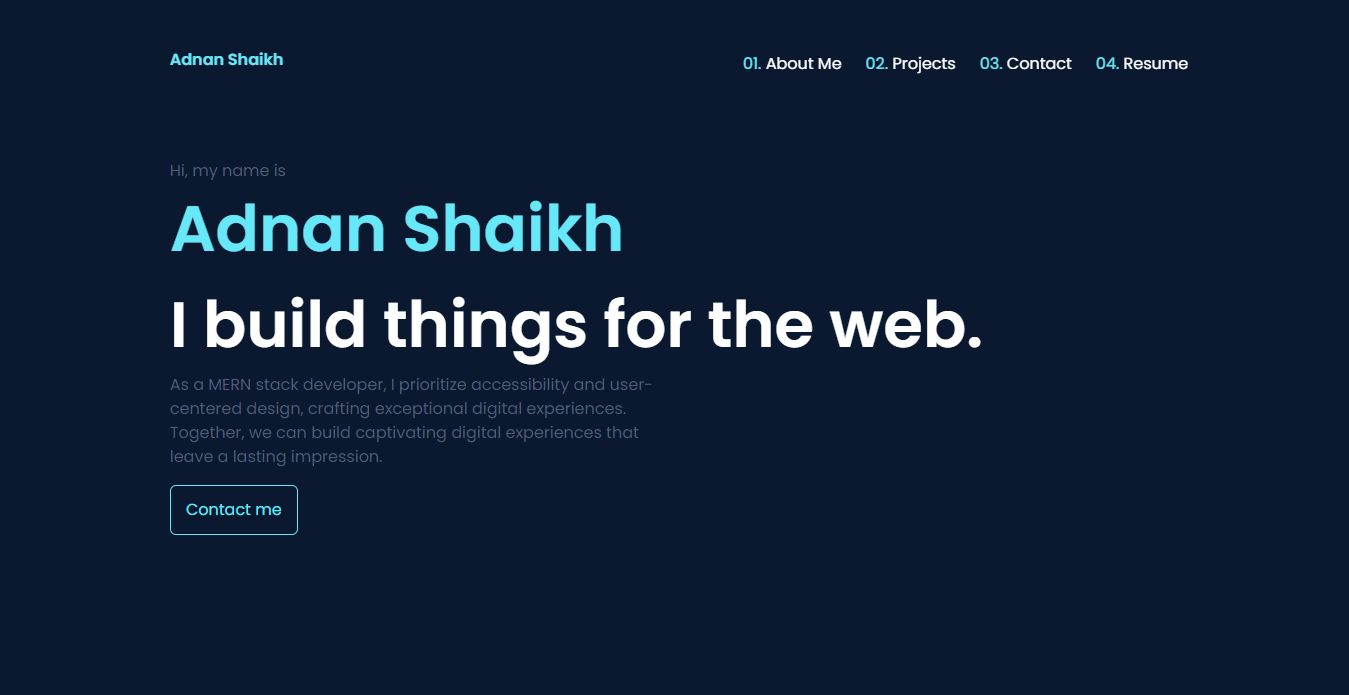 Adnan Shaikh
01. About Me 02. Projects 03. Contact 04. Resume
Hi, my name is
Adnan Shaikh
I build things for the web.
As a MERN stack developer, I prioritize accessibility and user-
centered design, crafting exceptional digital experiences.
Together, we can build captivating digital experiences that
leave a lasting impression.
Contact me